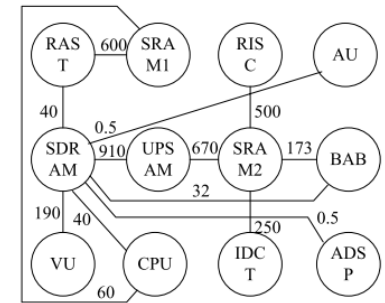 RAS
T
600
SRA
M1
RIS
C
AU
40
0.5
500
SDR
AM
910
UPS
AM
670
SRA
M2
173
BAB
32
190
40
250
0.5
VU
CPU
IDC
T
ADS
P
60